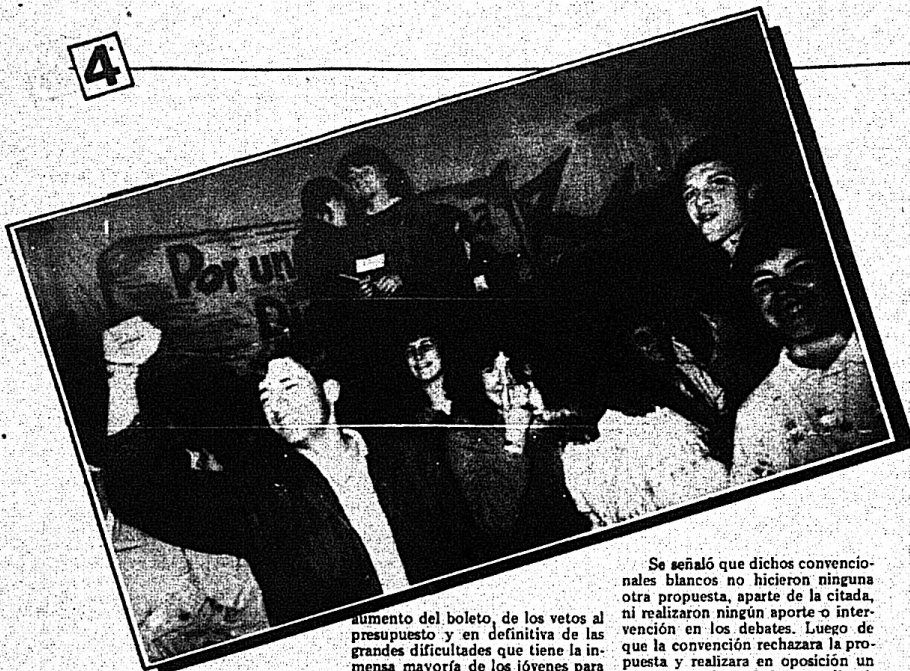 4
Por un
aumento del boleto, de los vetos al
presupuesto y en definitiva de las
grandes dificultades que tiene la in-
mensa mayoría de los jóvenes para
Se señaló que dichos convencio-
nales blancos no hicieron ninguna
otra propuesta, aparte de la citada,
ni realizaron ningún aporte o inter-
vención en los debates. Luego de
que la convención rechazara la pro-
puesta y realizara en oposición un